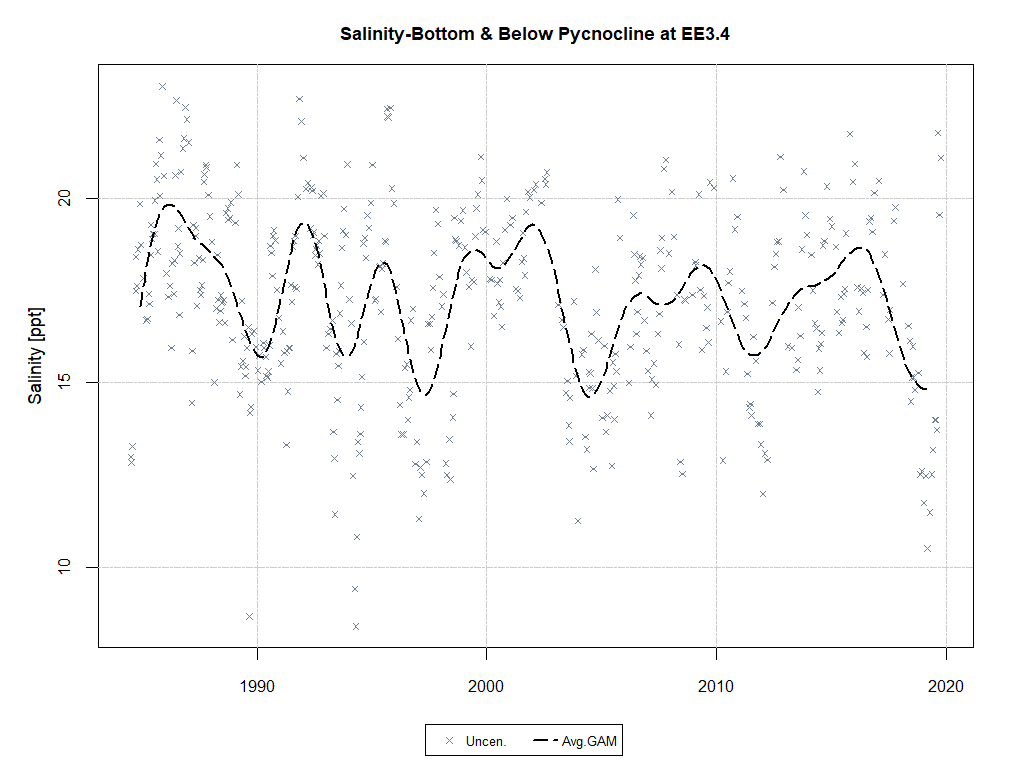 Salinity-Bottom & Below Pycnocline at EE3.4
Salinity [ppt]
20
15
10
1990 2000 2010 2020
Uncen. Avg.GAM